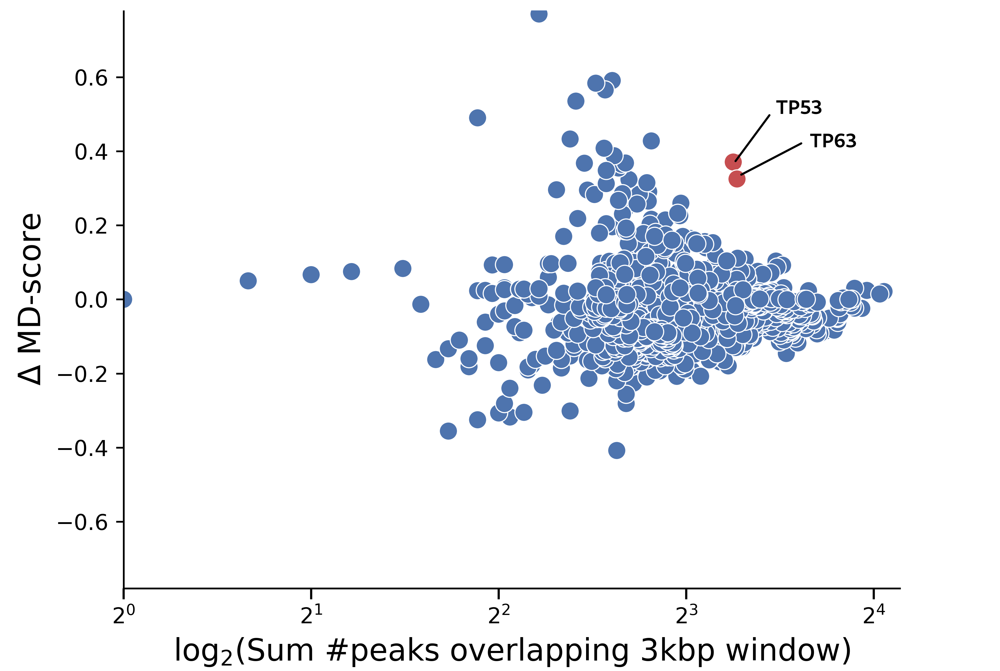 TP53
TP63
Δ MD-score
0.6
0.4
0.2
0.0
−0.2
−0.4
−0.6
2⁰ 2¹ 2² 2³ 2⁴
log₂(Sum #peaks overlapping 3kbp window)